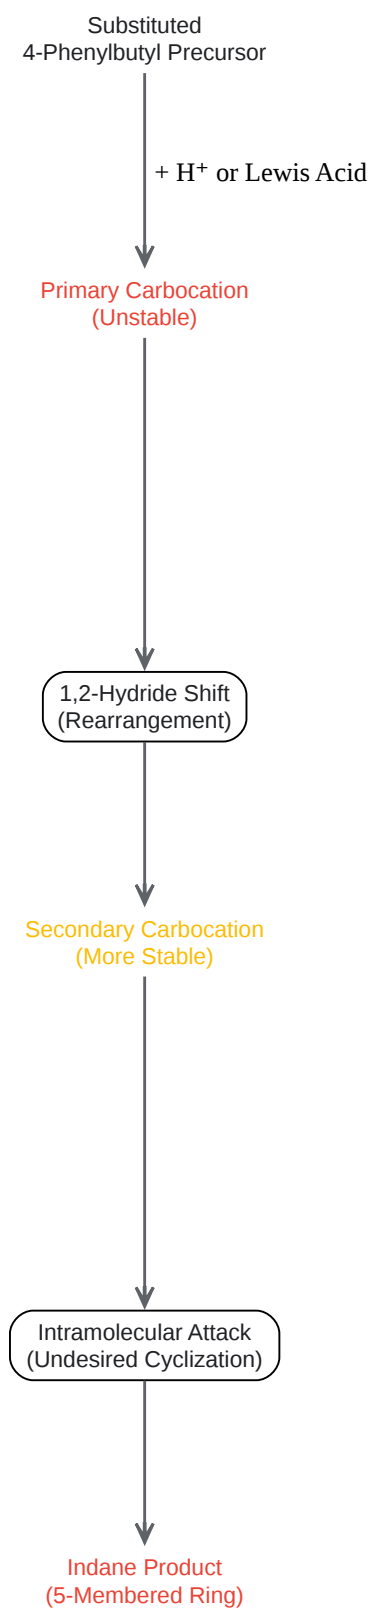 Substituted
4-Phenylbutyl Precursor
+ H⁺ or Lewis Acid
Primary Carbocation
(Unstable)
1,2-Hydride Shift
(Rearrangement)
Secondary Carbocation
(More Stable)
Intramolecular Attack
(Undesired Cyclization)
Indane Product
(5-Membered Ring)